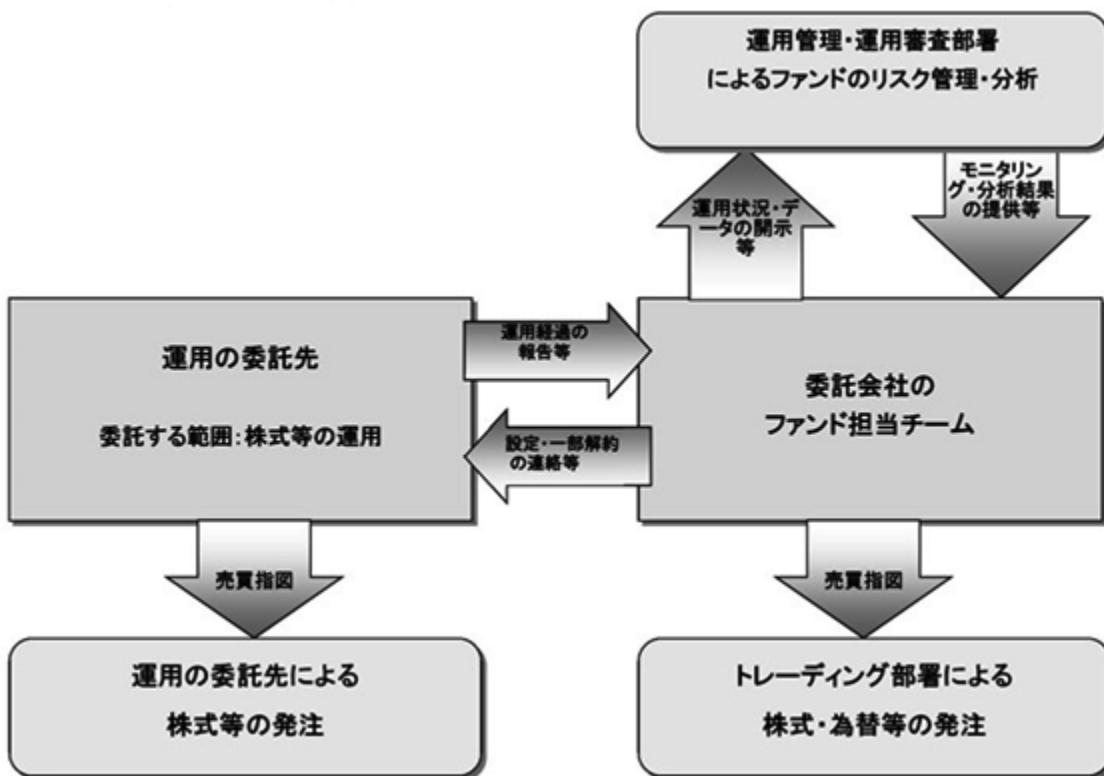 運用管理・運用審査部署
によるファンドのリスク管理・分析
運用状況・デ
ータの開示
等
モニタリン
グ・分析結果
の提供等
運用の委託先
委託する範囲：株式等の運用
運用経過の
報告等
設定・一部解約
の連絡等
委託会社の
ファンド担当チーム
売買指図
売買指図
運用の委託先による
株式等の発注
トレーディング部署による
株式・為替等の発注